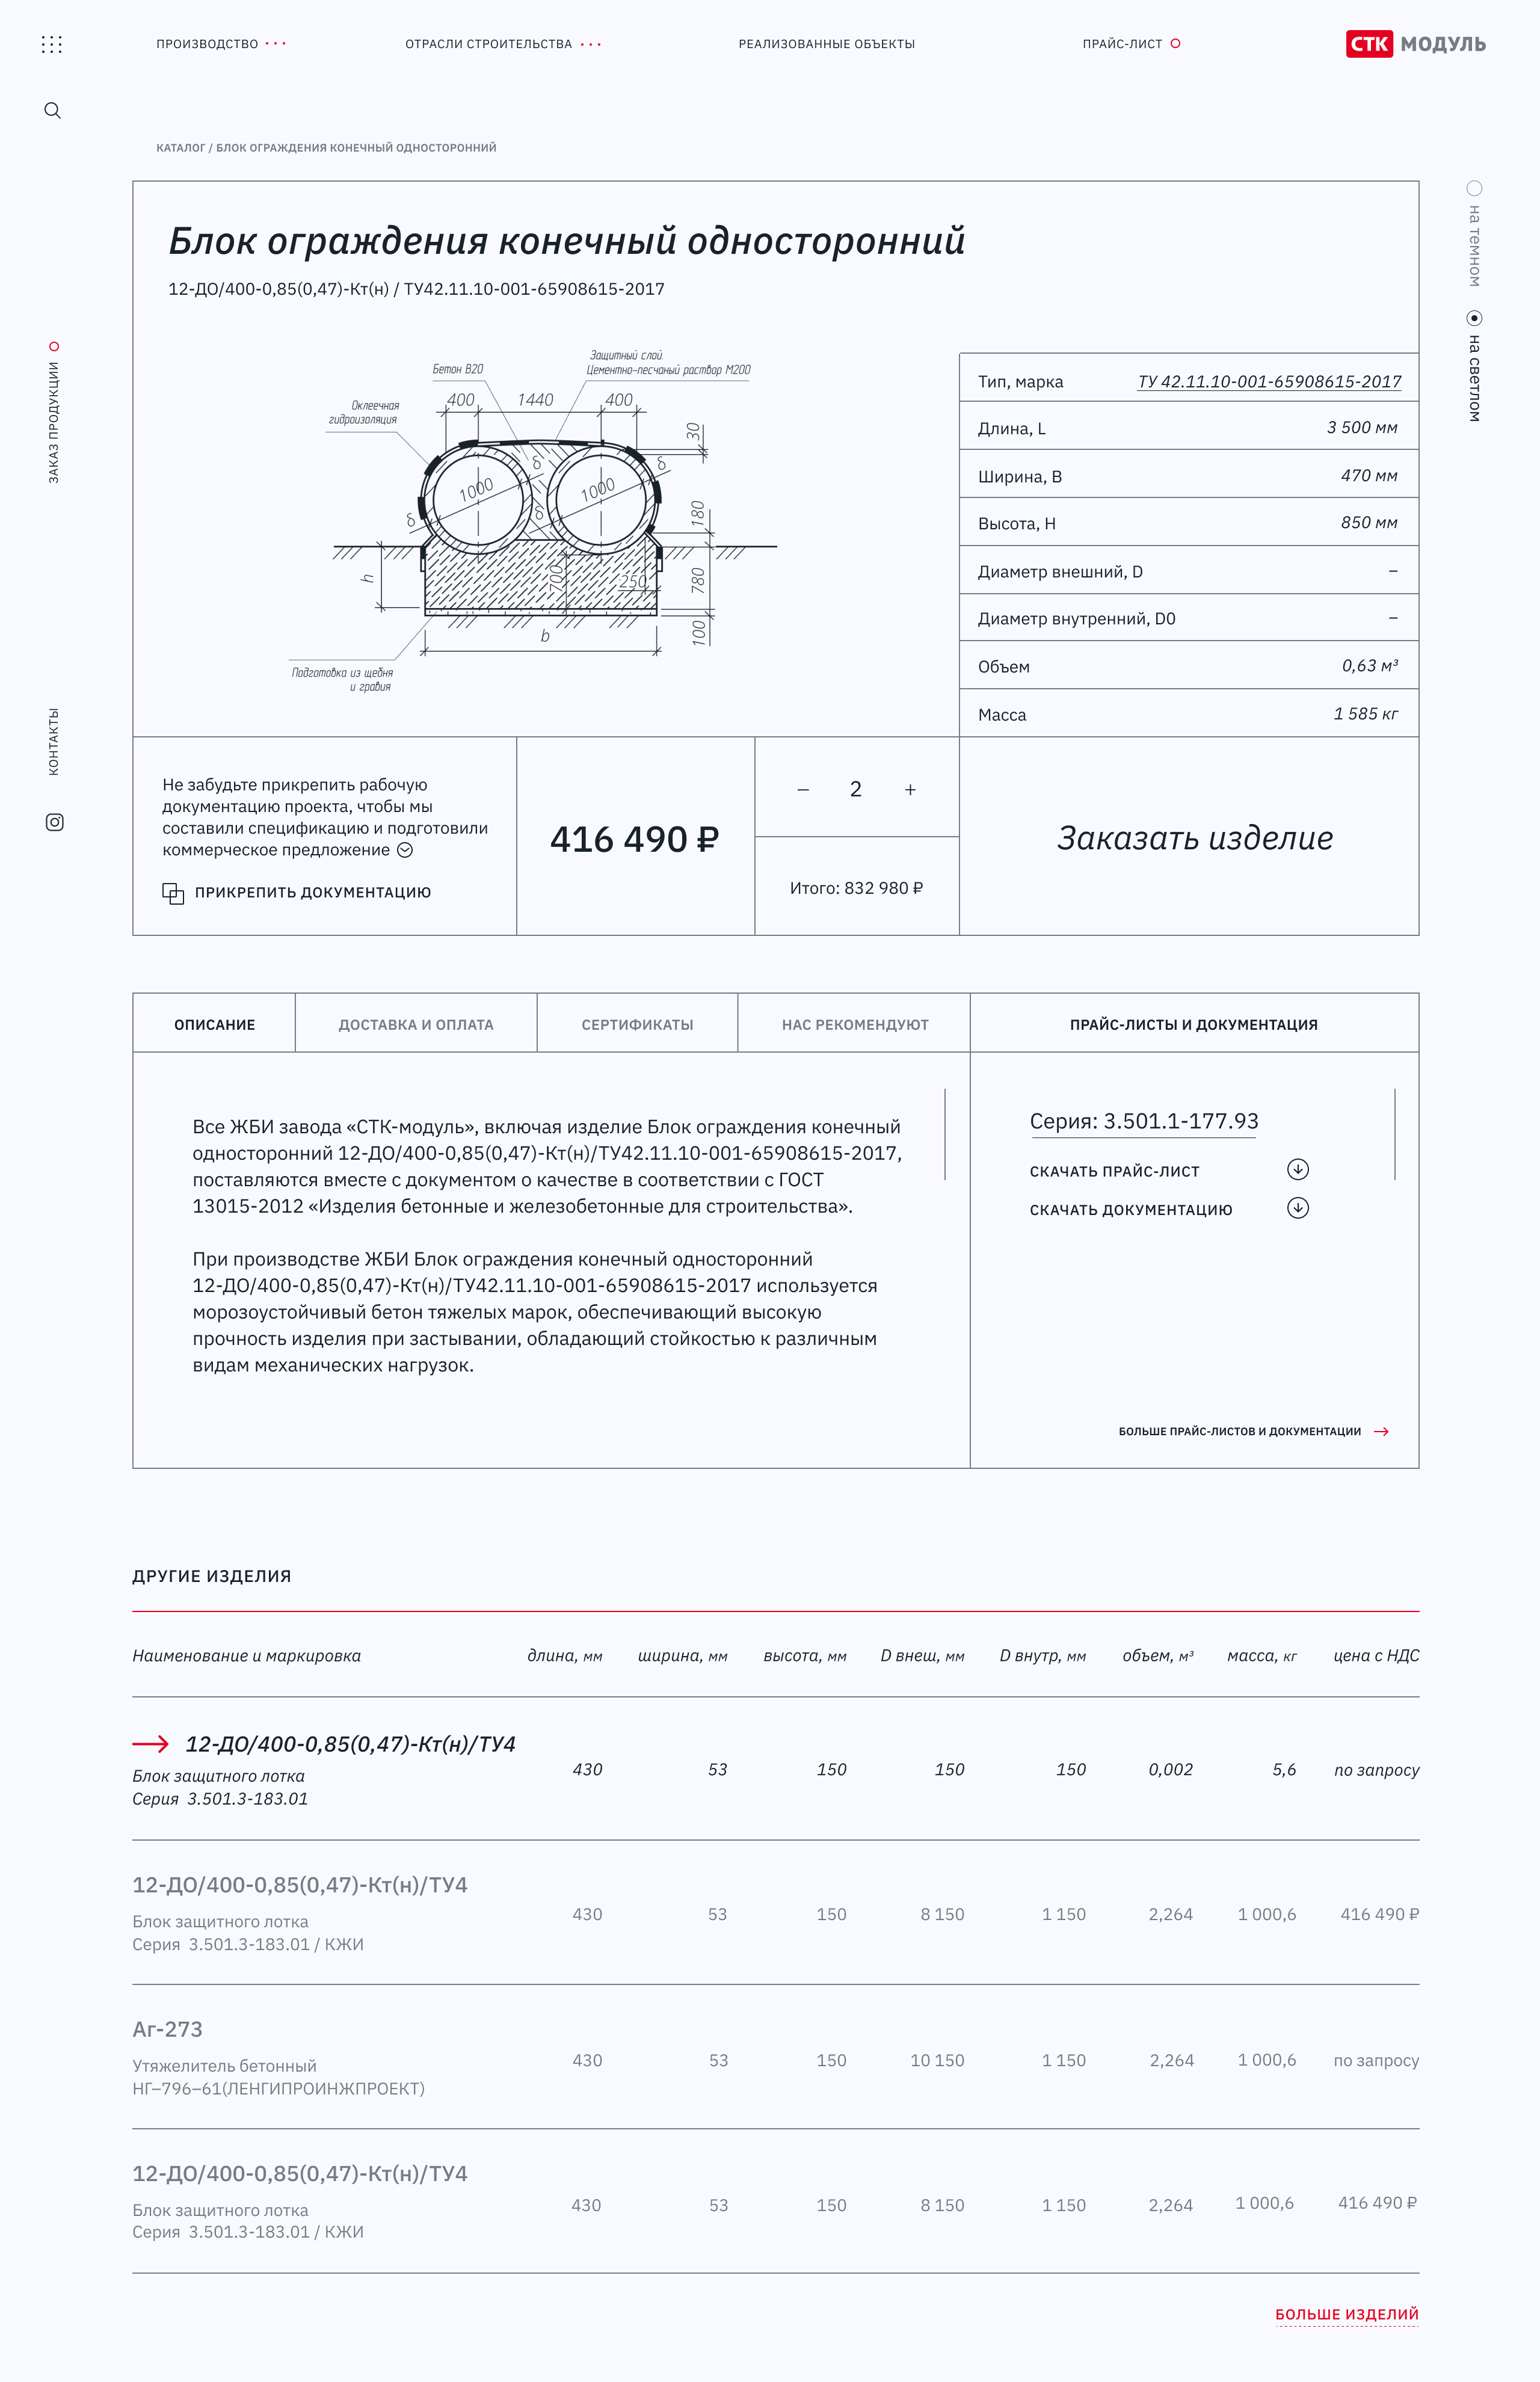 ПРОИЗВОДСТВО
ОТРАСЛИ СТРОИТЕЛЬСТВА
РЕАЛИЗОВАННЫЕ ОБЪЕКТЫ
ПРАЙС-ЛИСТ
СТК МОДУЛЬ
КАТАЛОГ / БЛОК ОГРАЖДЕНИЯ КОНЕЧНЫЙ ОДНОСТОРОННИЙ
на темном
на светлом
ЗАКАЗ ПРОДУКЦИИ
КОНТАКТЫ
Блок ограждения конечный односторонний
12-ДО/400-0,85(0,47)-Кт(н) / ТУ42.11.10-001-65908615-2017
Защитный слой.
Цементно-песчаный раствор М200
Бетон В20
Оклеечная
гидроизоляция
400
1440
400
30
δ
δ
1000
1000
δ
δ
180
h
700
250
780
100
b
Подготовка из щебня
и гравия
Тип, марка ТУ 42.11.10-001-65908615-2017
Длина, L 3 500 мм
Ширина, B 470 мм
Высота, H 850 мм
Диаметр внешний, D –
Диаметр внутренний, D0 –
Объем 0,63 м³
Масса 1 585 кг
Не забудьте прикрепить рабочую
документацию проекта, чтобы мы
составили спецификацию и подготовили
коммерческое предложение
ПРИКРЕПИТЬ ДОКУМЕНТАЦИЮ
416 490 ₽
– 2 +
Итого: 832 980 ₽
Заказать изделие
ОПИСАНИЕ
ДОСТАВКА И ОПЛАТА
СЕРТИФИКАТЫ
НАС РЕКОМЕНДУЮТ
ПРАЙС-ЛИСТЫ И ДОКУМЕНТАЦИЯ
Все ЖБИ завода «СТК-модуль», включая изделие Блок ограждения конечный
односторонний 12-ДО/400-0,85(0,47)-Кт(н)/ТУ42.11.10-001-65908615-2017,
поставляются вместе с документом о качестве в соответствии с ГОСТ
13015-2012 «Изделия бетонные и железобетонные для строительства».
При производстве ЖБИ Блок ограждения конечный односторонний
12-ДО/400-0,85(0,47)-Кт(н)/ТУ42.11.10-001-65908615-2017 используется
морозоустойчивый бетон тяжелых марок, обеспечивающий высокую
прочность изделия при застывании, обладающий стойкостью к различным
видам механических нагрузок.
Серия: 3.501.1-177.93
СКАЧАТЬ ПРАЙС-ЛИСТ
СКАЧАТЬ ДОКУМЕНТАЦИЮ
БОЛЬШЕ ПРАЙС-ЛИСТОВ И ДОКУМЕНТАЦИИ
ДРУГИЕ ИЗДЕЛИЯ
Наименование и маркировка длина, мм ширина, мм высота, мм D внеш, мм D внутр, мм объем, м³ масса, кг цена с НДС
12-ДО/400-0,85(0,47)-Кт(н)/ТУ4
430 53 150 150 150 0,002 5,6 по запросу
Блок защитного лотка
Серия 3.501.3-183.01
12-ДО/400-0,85(0,47)-Кт(н)/ТУ4
430 53 150 8 150 1 150 2,264 1 000,6 416 490 ₽
Блок защитного лотка
Серия 3.501.3-183.01 / КЖИ
Аг-273
430 53 150 10 150 1 150 2,264 1 000,6 по запросу
Утяжелитель бетонный
НГ–796–61(ЛЕНГИПРОИНЖПРОЕКТ)
12-ДО/400-0,85(0,47)-Кт(н)/ТУ4
430 53 150 8 150 1 150 2,264 1 000,6 416 490 ₽
Блок защитного лотка
Серия 3.501.3-183.01 / КЖИ
БОЛЬШЕ ИЗДЕЛИЙ